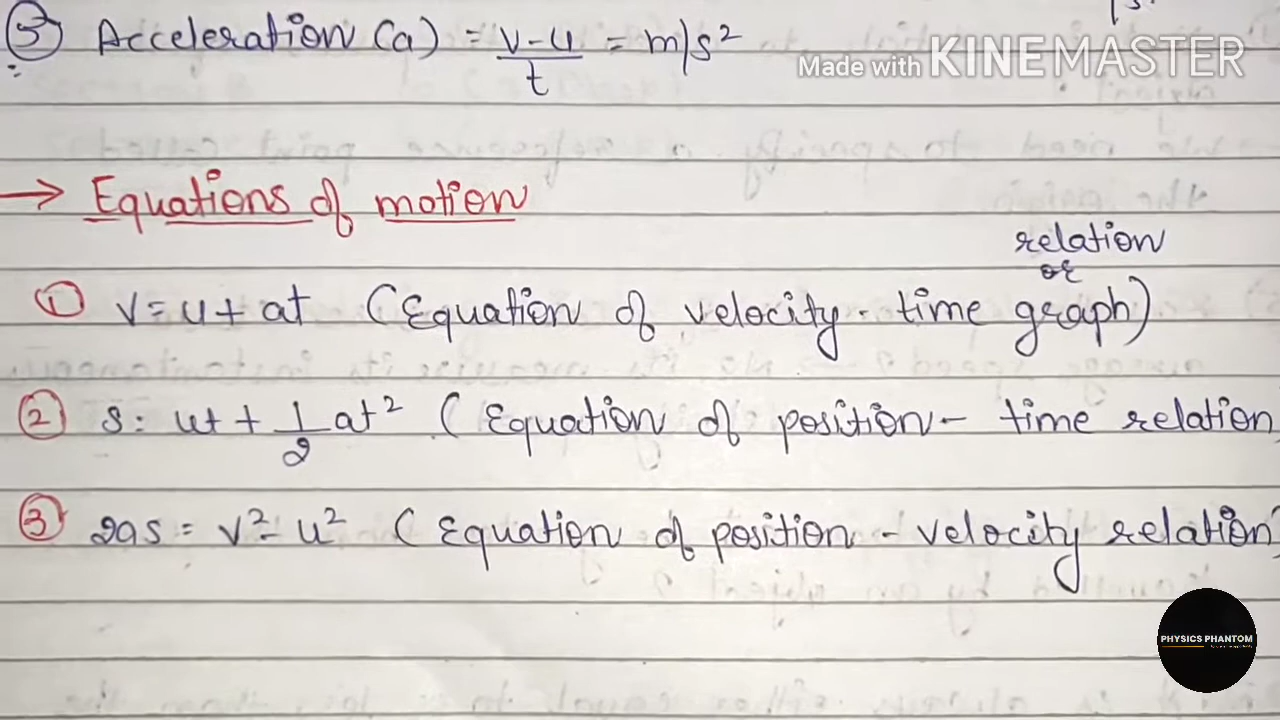 ⑤ Acceleration (a) = v-u/t = m/s²
Made with KINEMASTER
→ Equations of motion
relation
or
① v = u + at (Equation of velocity - time graph)
② s = ut + 1/2 at² (Equation of position - time relation
③ 2as = v² - u² (Equation of position - velocity relation)
PHYSICS PHANTOM